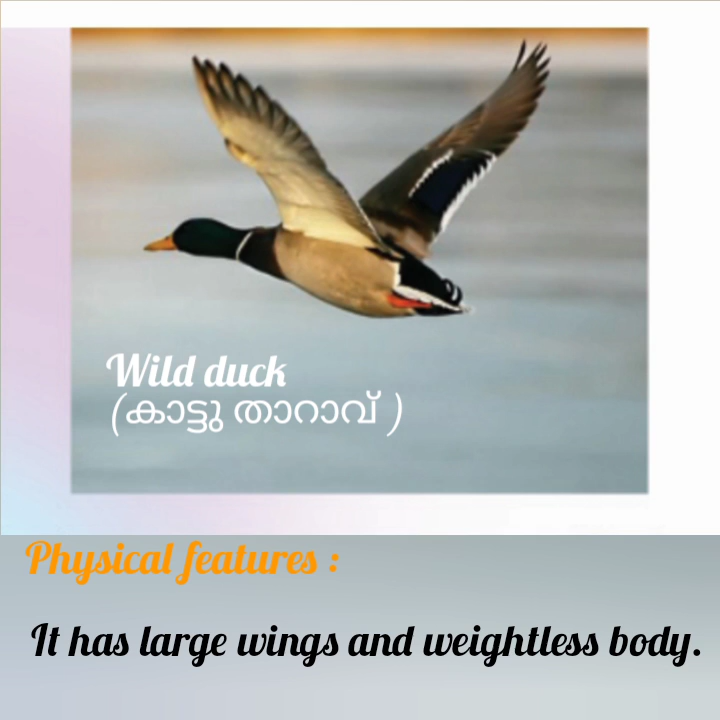 Wild duck
(കാട്ടു താറാവ് )
Physical features :
It has large wings and weightless body.